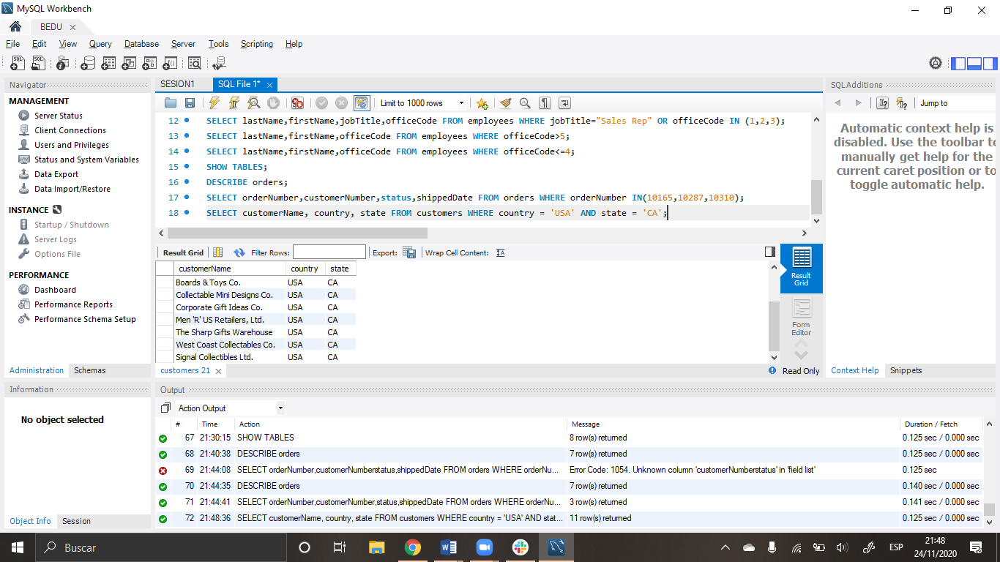 MySQL Workbench
BEDU
File Edit View Query Database Server Tools Scripting Help
Navigator
MANAGEMENT
Server Status
Client Connections
Users and Privileges
Status and System Variables
Data Export
Data Import/Restore
INSTANCE
Startup / Shutdown
Server Logs
Options File
PERFORMANCE
Dashboard
Performance Reports
Performance Schema Setup
Administration Schemas
Information
No object selected
Object Info Session
SESION1 SQL File 1*
Limit to 1000 rows
12 SELECT lastName,firstName,jobTitle,officeCode FROM employees WHERE jobTitle="Sales Rep" OR officeCode IN (1,2,3);
13 SELECT lastName,firstName,officeCode FROM employees WHERE officeCode>5;
14 SELECT lastName,firstName,officeCode FROM employees WHERE officeCode<=4;
15 SHOW TABLES;
16 DESCRIBE orders;
17 SELECT orderNumber,customerNumber,status,shippedDate FROM orders WHERE orderNumber IN(10165,10287,10310);
18 SELECT customerName, country, state FROM customers WHERE country = 'USA' AND state = 'CA';
Result Grid Filter Rows: Export: Wrap Cell Content:
customerName country state
Boards & Toys Co. USA CA
Collectable Mini Designs Co. USA CA
Corporate Gift Ideas Co. USA CA
Men 'R' US Retailers, Ltd. USA CA
The Sharp Gifts Warehouse USA CA
West Coast Collectables Co. USA CA
Signal Collectibles Ltd. USA CA
Result
Grid
Form
Editor
customers 21
Read Only
SQLAdditions
Jump to
Automatic context help is
disabled. Use the toolbar to
manually get help for the
current caret position or to
toggle automatic help.
Context Help Snippets
Output
Action Output
# Time Action Message Duration / Fetch
67 21:30:15 SHOW TABLES 8 row(s) returned 0.125 sec / 0.000 sec
68 21:40:38 DESCRIBE orders 7 row(s) returned 0.125 sec / 0.000 sec
69 21:44:08 SELECT orderNumber,customerNumberstatus,shippedDate FROM orders WHERE orderNu... Error Code: 1054. Unknown column 'customerNumberstatus' in 'field list' 0.125 sec
70 21:44:35 DESCRIBE orders 7 row(s) returned 0.140 sec / 0.000 sec
71 21:44:41 SELECT orderNumber,customerNumber,status,shippedDate FROM orders WHERE orderNu... 3 row(s) returned 0.141 sec / 0.000 sec
72 21:48:36 SELECT customerName, country, state FROM customers WHERE country = 'USA' AND stat... 11 row(s) returned 0.125 sec / 0.000 sec
Buscar
ESP
21:48
24/11/2020